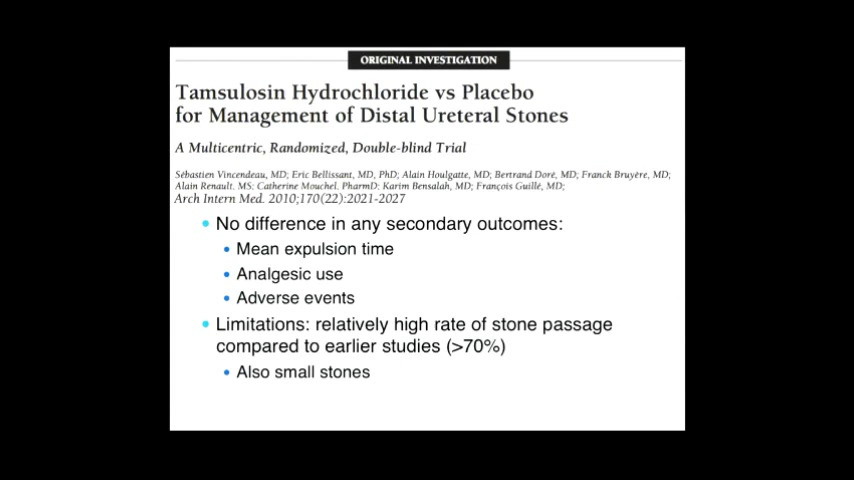 ORIGINAL INVESTIGATION
Tamsulosin Hydrochloride vs Placebo
for Management of Distal Ureteral Stones
A Multicentric, Randomized, Double-blind Trial
Sébastien Vincendeau, MD; Eric Bellissant, MD, PhD; Alain Houlgatte, MD; Bertrand Doré, MD; Franck Bruyère, MD;
Alain Renault, MS; Catherine Mouchel, PharmD; Karim Bensalah, MD; François Guillé, MD;
Arch Intern Med. 2010;170(22):2021-2027
• No difference in any secondary outcomes:
• Mean expulsion time
• Analgesic use
• Adverse events
• Limitations: relatively high rate of stone passage
compared to earlier studies (>70%)
• Also small stones